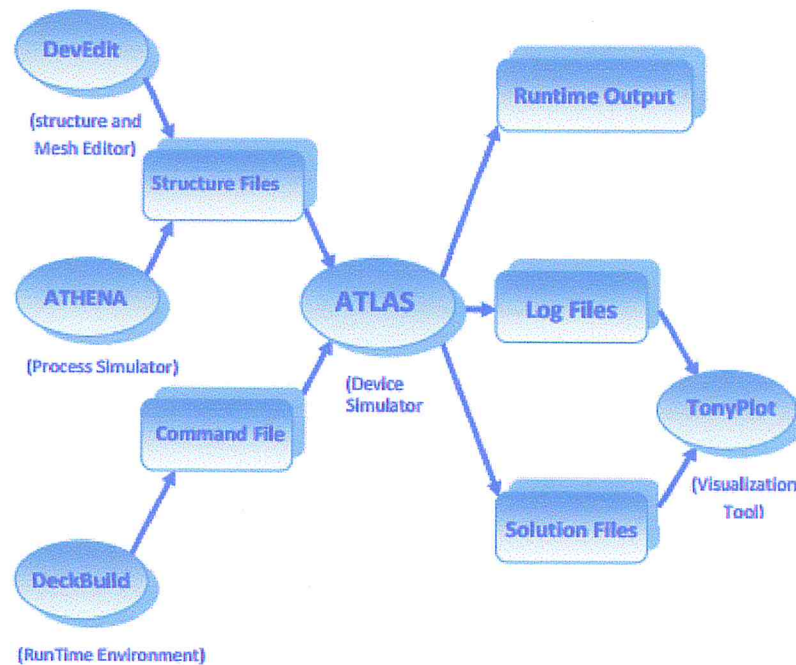 DevEdit
(structure and
Mesh Editor)
Structure Files
ATHENA
(Process Simulator)
Command File
DeckBuild
(RunTime Environment)
ATLAS
(Device
Simulator
Runtime Output
Log Files
Solution Files
TonyPlot
(Visualization
Tool)